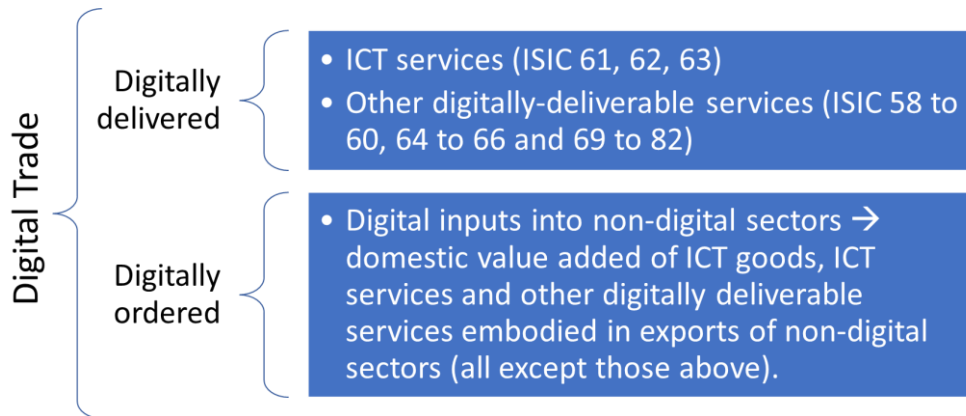 Digital Trade
Digitally
delivered
• ICT services (ISIC 61, 62, 63)
• Other digitally-deliverable services (ISIC 58 to
60, 64 to 66 and 69 to 82)
Digitally
ordered
• Digital inputs into non-digital sectors →
domestic value added of ICT goods, ICT
services and other digitally deliverable
services embodied in exports of non-digital
sectors (all except those above).